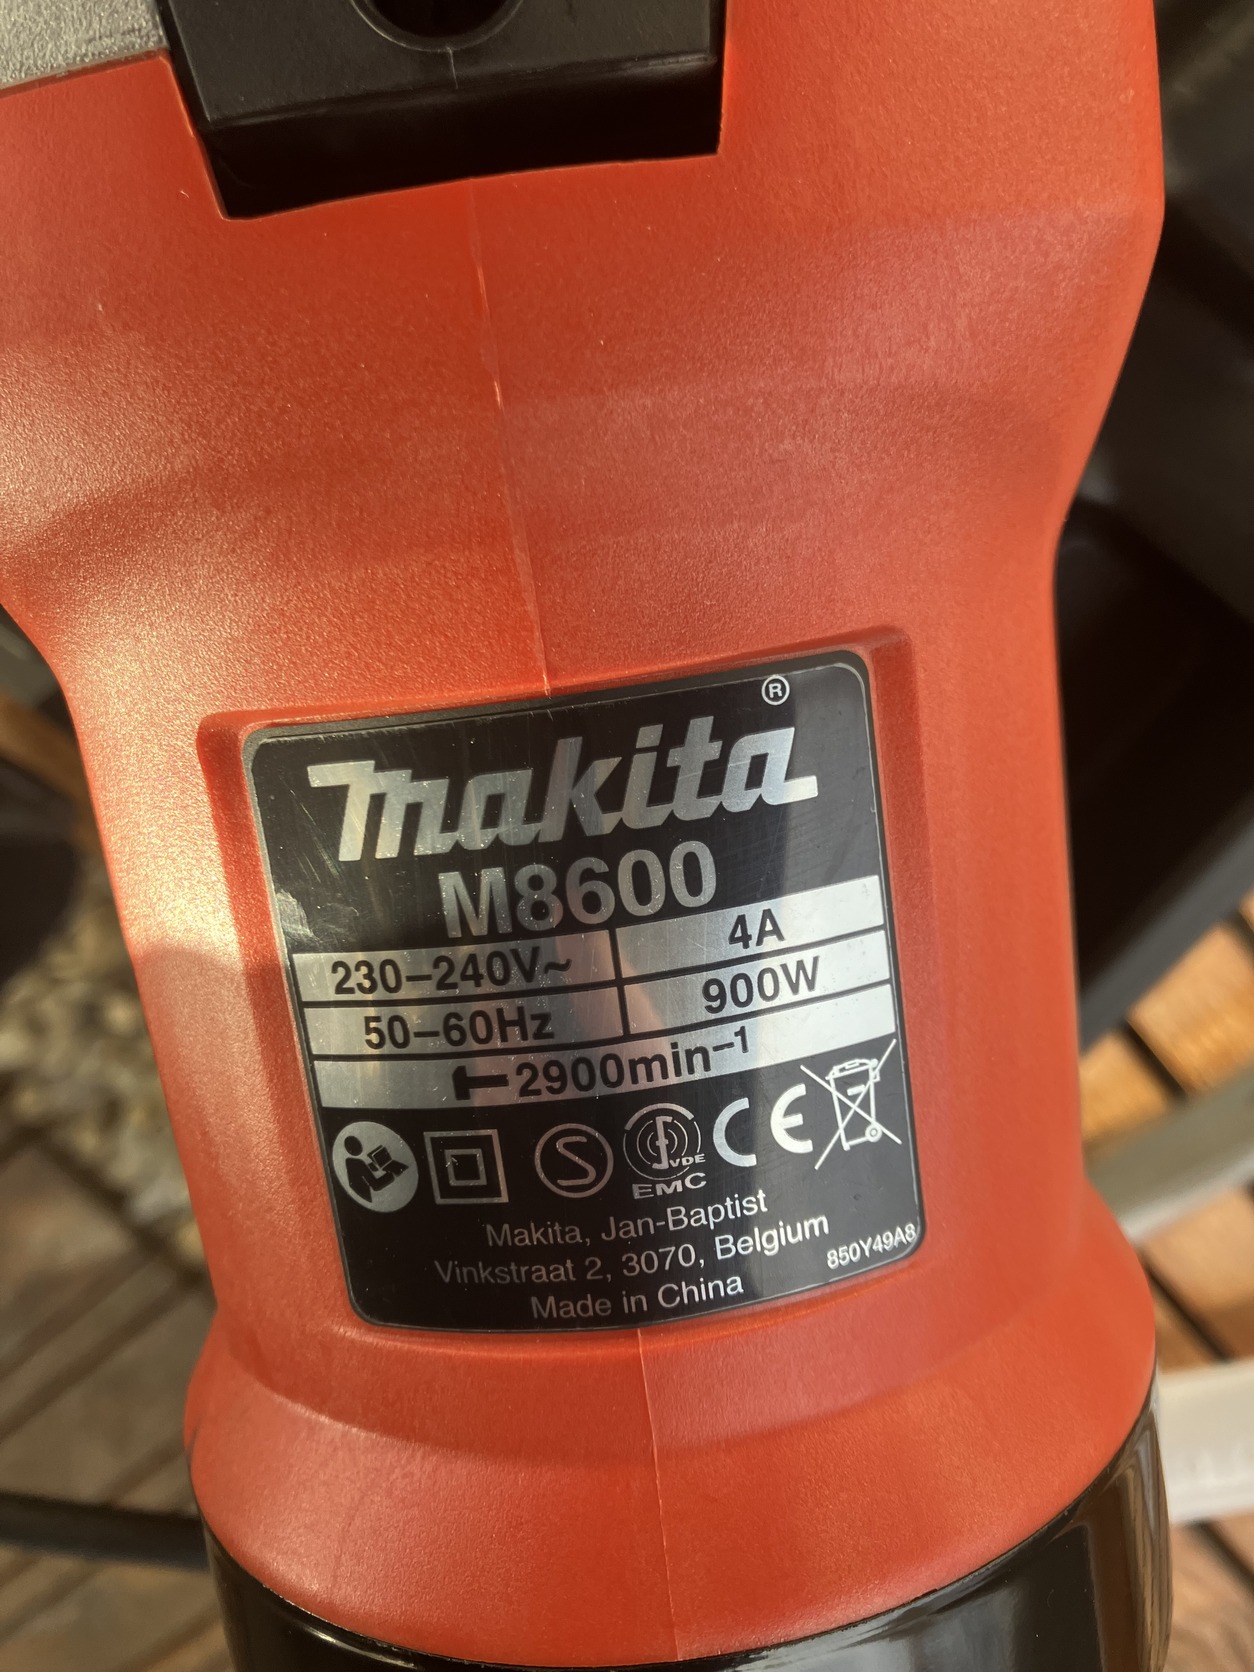 makita®
M8600
230–240V~ 4A
50–60Hz 900W
2900min⁻¹
S VDE CE
EMC
Makita, Jan-Baptist
Vinkstraat 2, 3070, Belgium
850Y49A8
Made in China